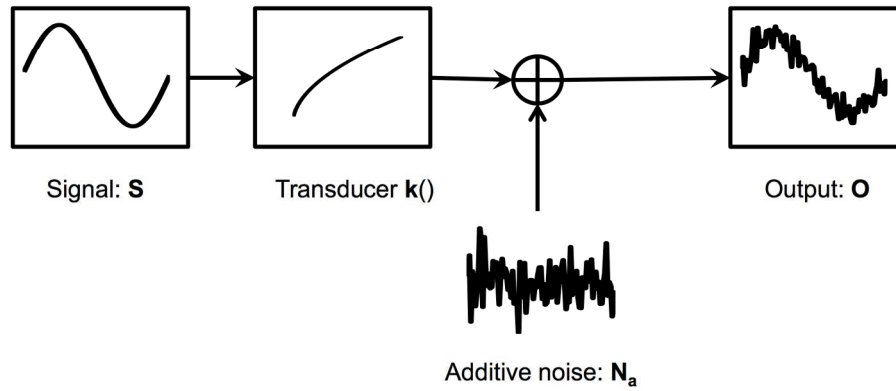 Signal: S
Transducer k()
Output: O
Additive noise: Nₐ